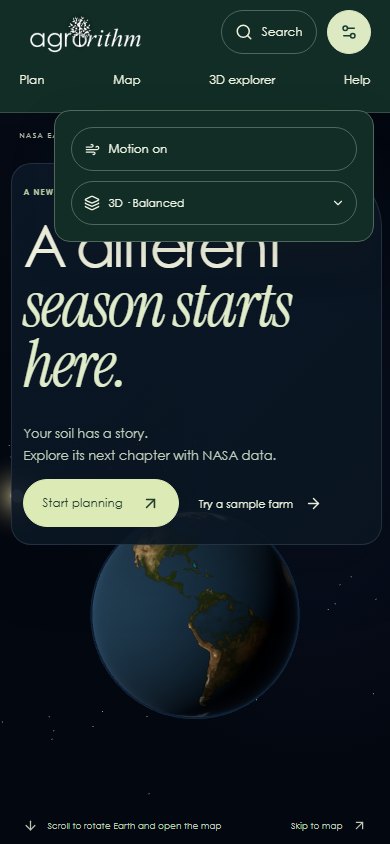 agrorithm
Search
Plan
Map
3D explorer
Help
NASA
Motion on
3D · Balanced
A NEW
A different
season starts
here.
Your soil has a story.
Explore its next chapter with NASA data.
Start planning
Try a sample farm
Scroll to rotate Earth and open the map
Skip to map